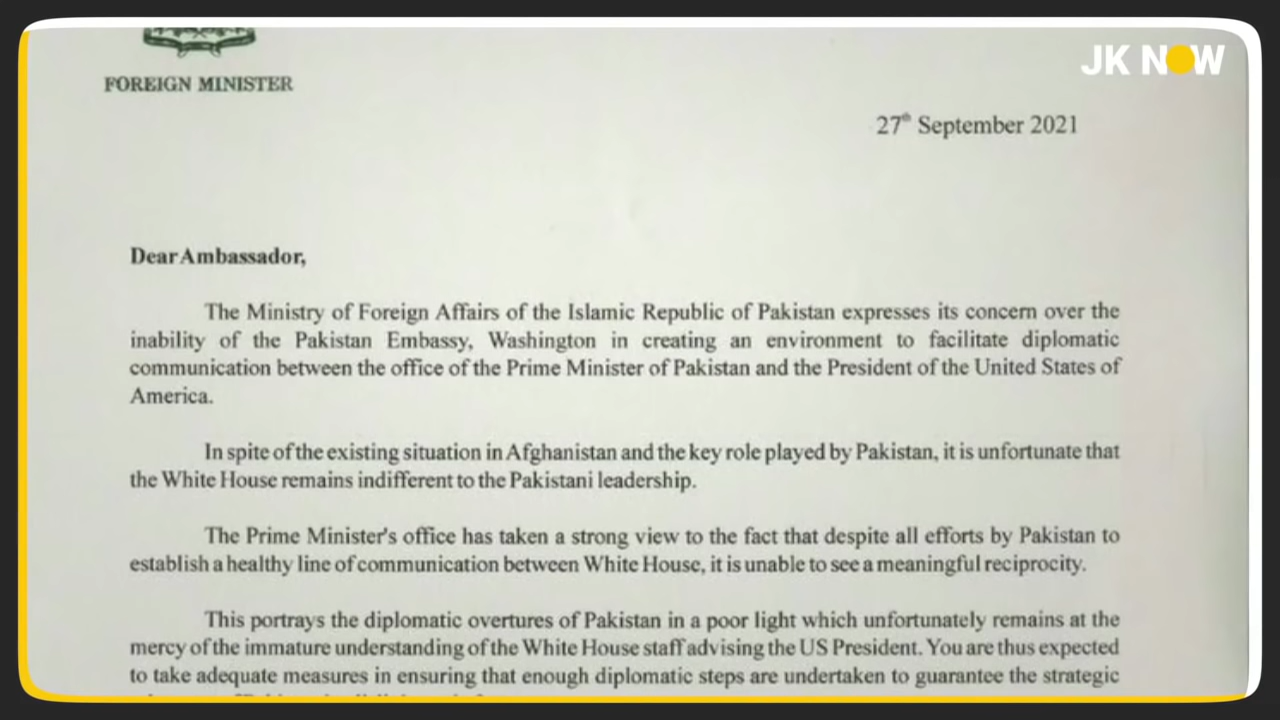 JK NOW
FOREIGN MINISTER
27th September 2021
Dear Ambassador,
The Ministry of Foreign Affairs of the Islamic Republic of Pakistan expresses its concern over the
inability of the Pakistan Embassy, Washington in creating an environment to facilitate diplomatic
communication between the office of the Prime Minister of Pakistan and the President of the United States of
America.
In spite of the existing situation in Afghanistan and the key role played by Pakistan, it is unfortunate that
the White House remains indifferent to the Pakistani leadership.
The Prime Minister's office has taken a strong view to the fact that despite all efforts by Pakistan to
establish a healthy line of communication between White House, it is unable to see a meaningful reciprocity.
This portrays the diplomatic overtures of Pakistan in a poor light which unfortunately remains at the
mercy of the immature understanding of the White House staff advising the US President. You are thus expected
to take adequate measures in ensuring that enough diplomatic steps are undertaken to guarantee the strategic